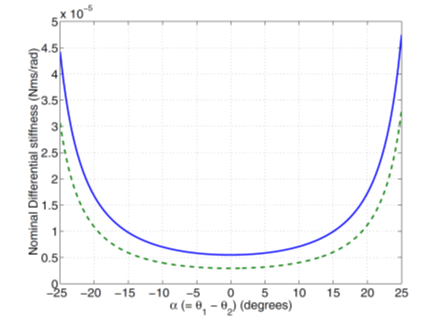 x 10⁻⁵
5
4.5
4
3.5
3
2.5
2
1.5
1
0.5
0
Nominal Differential stiffness (Nms/rad)
−25 −20 −15 −10 −5 0 5 10 15 20 25
α (= θ₁ − θ₂) (degrees)